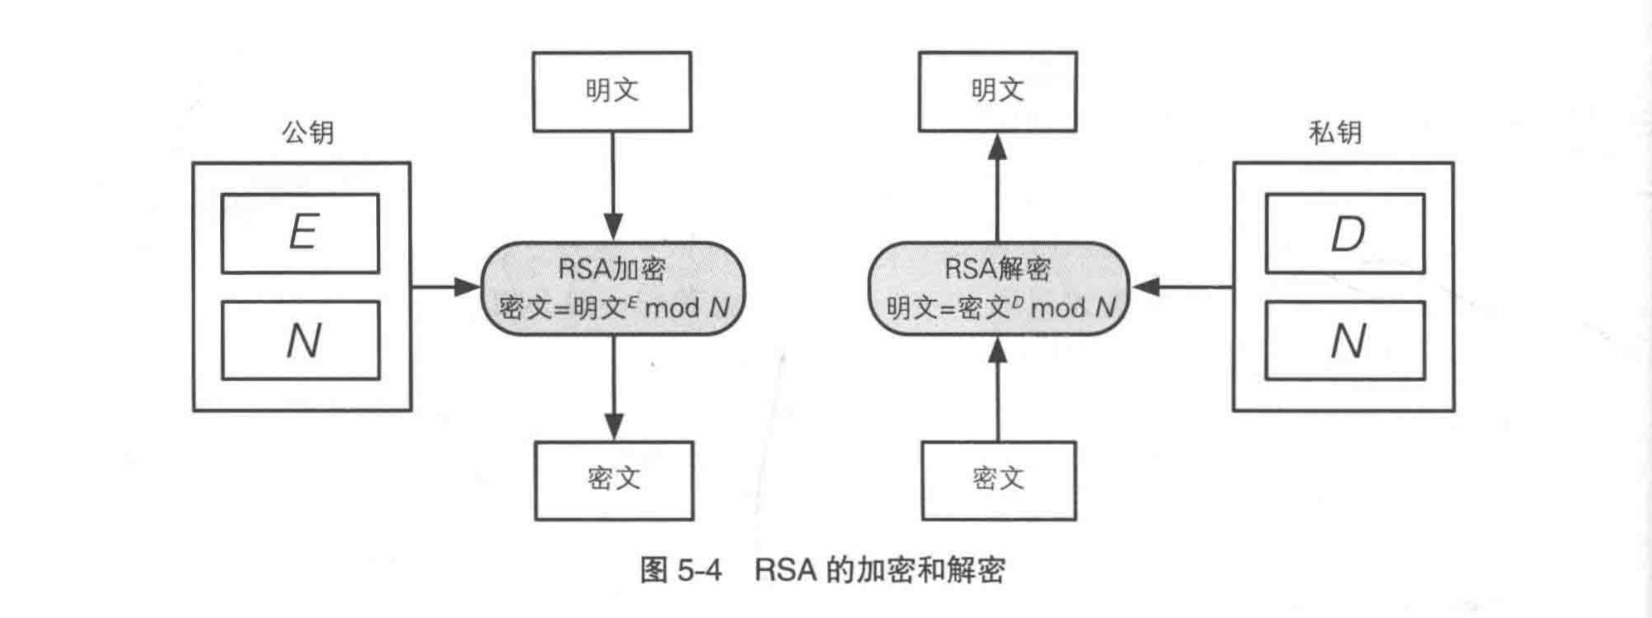 明文
公钥
E
N
RSA加密
密文=明文ᴱ mod N
密文
明文
私钥
D
N
RSA解密
明文=密文ᴰ mod N
密文
图 5-4 RSA 的加密和解密